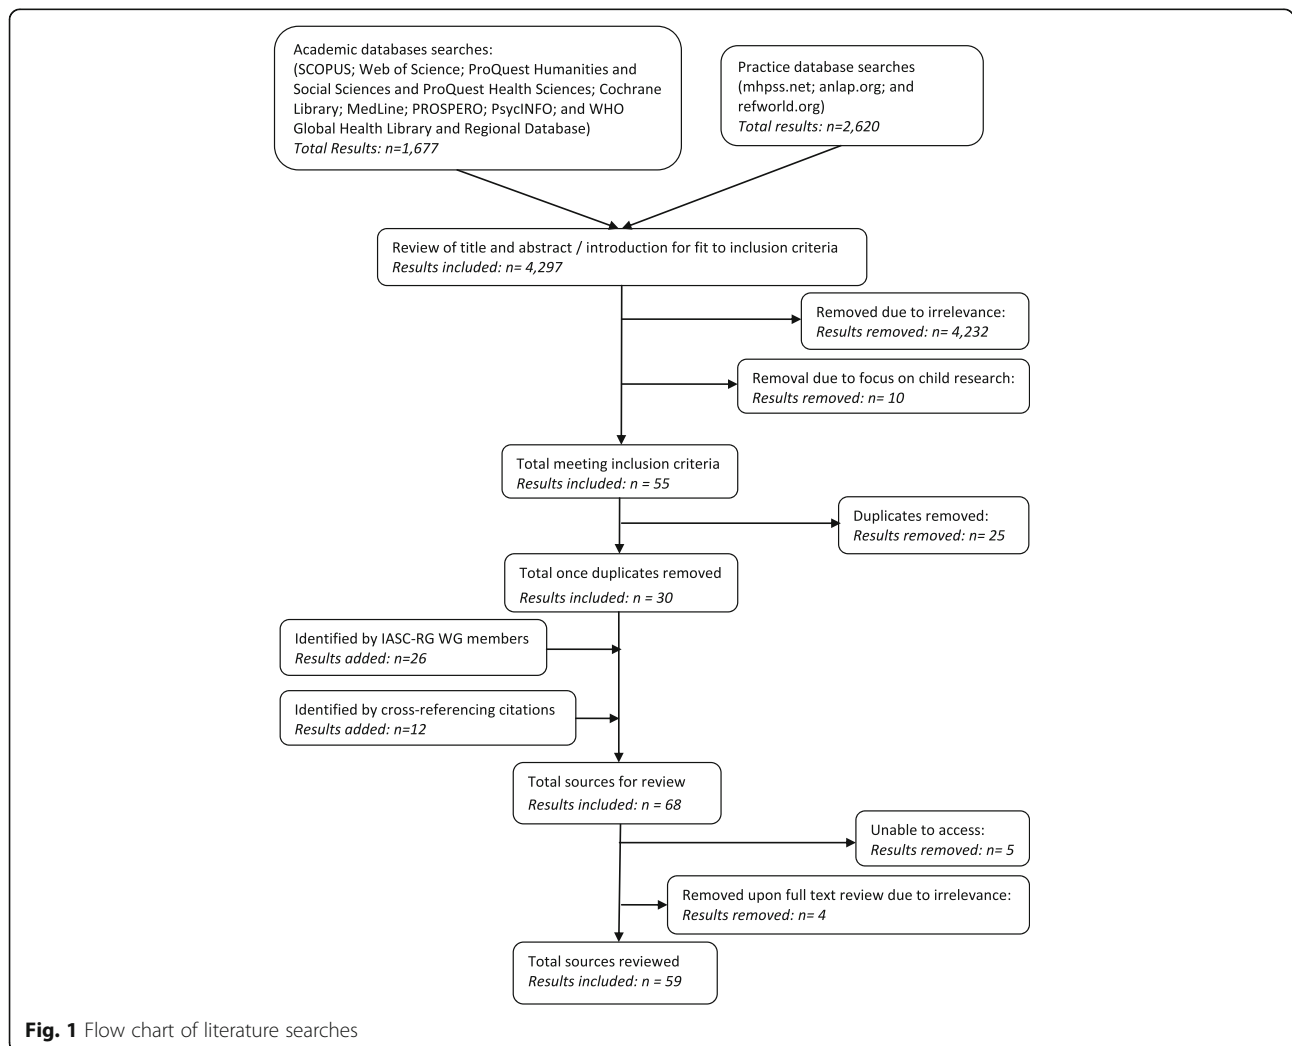 Academic databases searches:
(SCOPUS; Web of Science; ProQuest Humanities and
Social Sciences and ProQuest Health Sciences; Cochrane
Library; MedLine; PROSPERO; PsycINFO; and WHO
Global Health Library and Regional Database)
Total Results: n=1,677
Practice database searches
(mhpss.net; anlap.org; and
refworld.org)
Total results: n=2,620
Review of title and abstract / introduction for fit to inclusion criteria
Results included: n= 4,297
Removed due to irrelevance:
Results removed: n= 4,232
Removal due to focus on child research:
Results removed: n= 10
Total meeting inclusion criteria
Results included: n = 55
Duplicates removed:
Results removed: n= 25
Total once duplicates removed
Results included: n = 30
Identified by IASC-RG WG members
Results added: n=26
Identified by cross-referencing citations
Results added: n=12
Total sources for review
Results included: n = 68
Unable to access:
Results removed: n= 5
Removed upon full text review due to irrelevance:
Results removed: n= 4
Total sources reviewed
Results included: n = 59
Fig. 1 Flow chart of literature searches